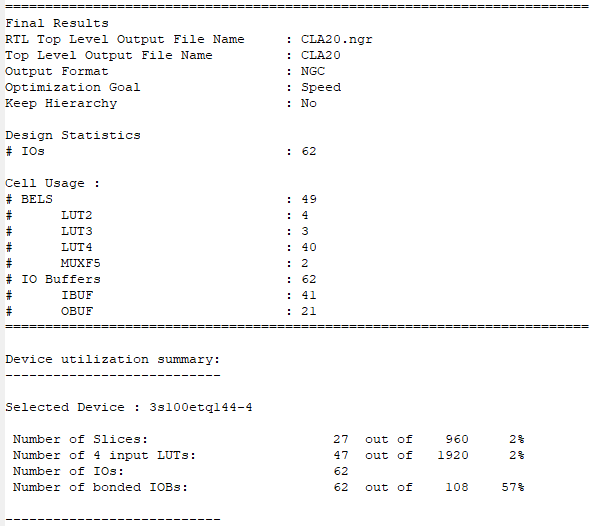 =========================================================================
Final Results
RTL Top Level Output File Name     : CLA20.ngr
Top Level Output File Name         : CLA20
Output Format                      : NGC
Optimization Goal                  : Speed
Keep Hierarchy                     : No
Design Statistics
# IOs                              : 62
Cell Usage :
# BELS                             : 49
#      LUT2                        : 4
#      LUT3                        : 3
#      LUT4                        : 40
#      MUXF5                       : 2
# IO Buffers                       : 62
#      IBUF                        : 41
#      OBUF                        : 21
=========================================================================
Device utilization summary:
---------------------------
Selected Device : 3s100etq144-4
Number of Slices:                       27  out of    960     2%
Number of 4 input LUTs:                 47  out of   1920     2%
Number of IOs:                          62
Number of bonded IOBs:                  62  out of    108    57%
---------------------------